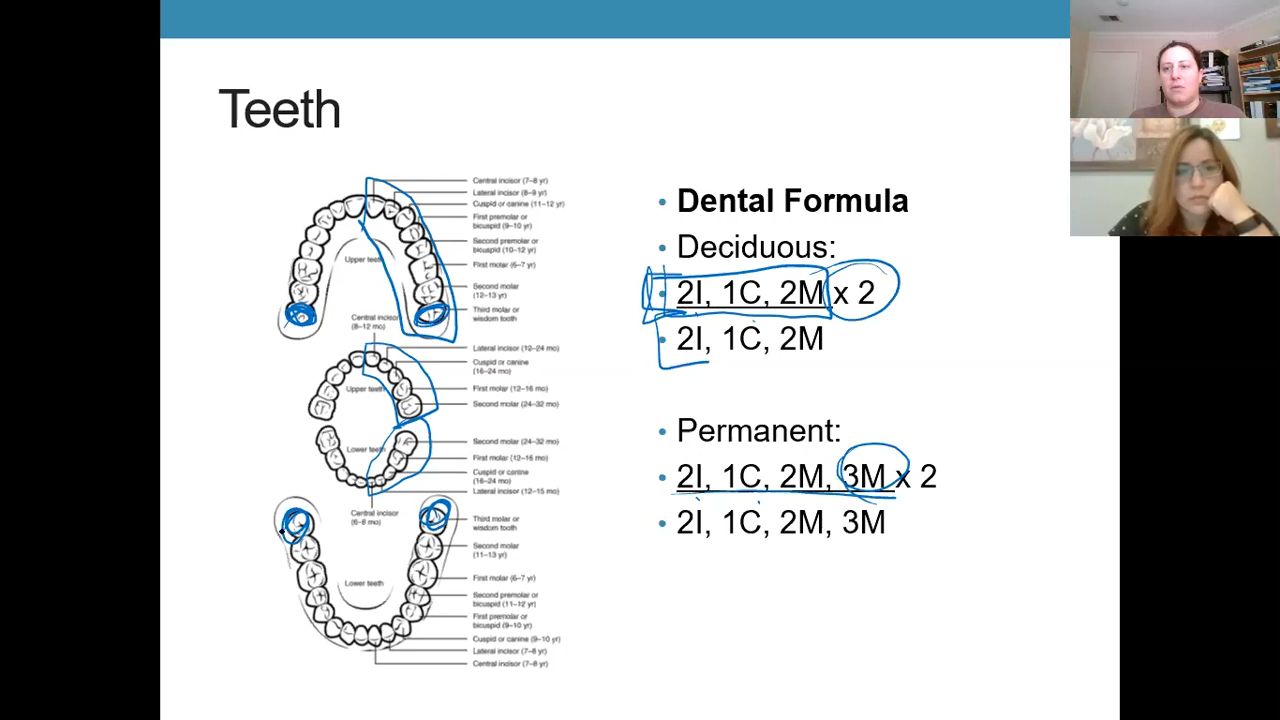 Teeth
Central incisor (7–8 yr)
Lateral incisor (8–9 yr)
Cuspid or canine (11–12 yr)
First premolar or
bicuspid (9–10 yr)
Second premolar or
bicuspid (10–12 yr)
First molar (6–7 yr)
Second molar
(12–13 yr)
Third molar or
wisdom tooth
Upper teeth
Central incisor
(8–12 mo)
Lateral incisor (12–24 mo)
Cuspid or canine
(16–24 mo)
First molar (12–16 mo)
Second molar (24–32 mo)
Upper teeth
Lower teeth
Second molar (24–32 mo)
First molar (12–16 mo)
Cuspid or canine
(16–24 mo)
Lateral incisor (12–15 mo)
Central incisor
(6–8 mo)
Third molar or
wisdom tooth
Second molar
(11–13 yr)
First molar (6–7 yr)
Second premolar or
bicuspid (11–12 yr)
First premolar or
bicuspid (9–10 yr)
Cuspid or canine (9–10 yr)
Lateral incisor (7–8 yr)
Central incisor (7–8 yr)
Lower teeth
• Dental Formula
• Deciduous:
• 2I, 1C, 2M x 2
• 2I, 1C, 2M
• Permanent:
• 2I, 1C, 2M, 3M x 2
• 2I, 1C, 2M, 3M